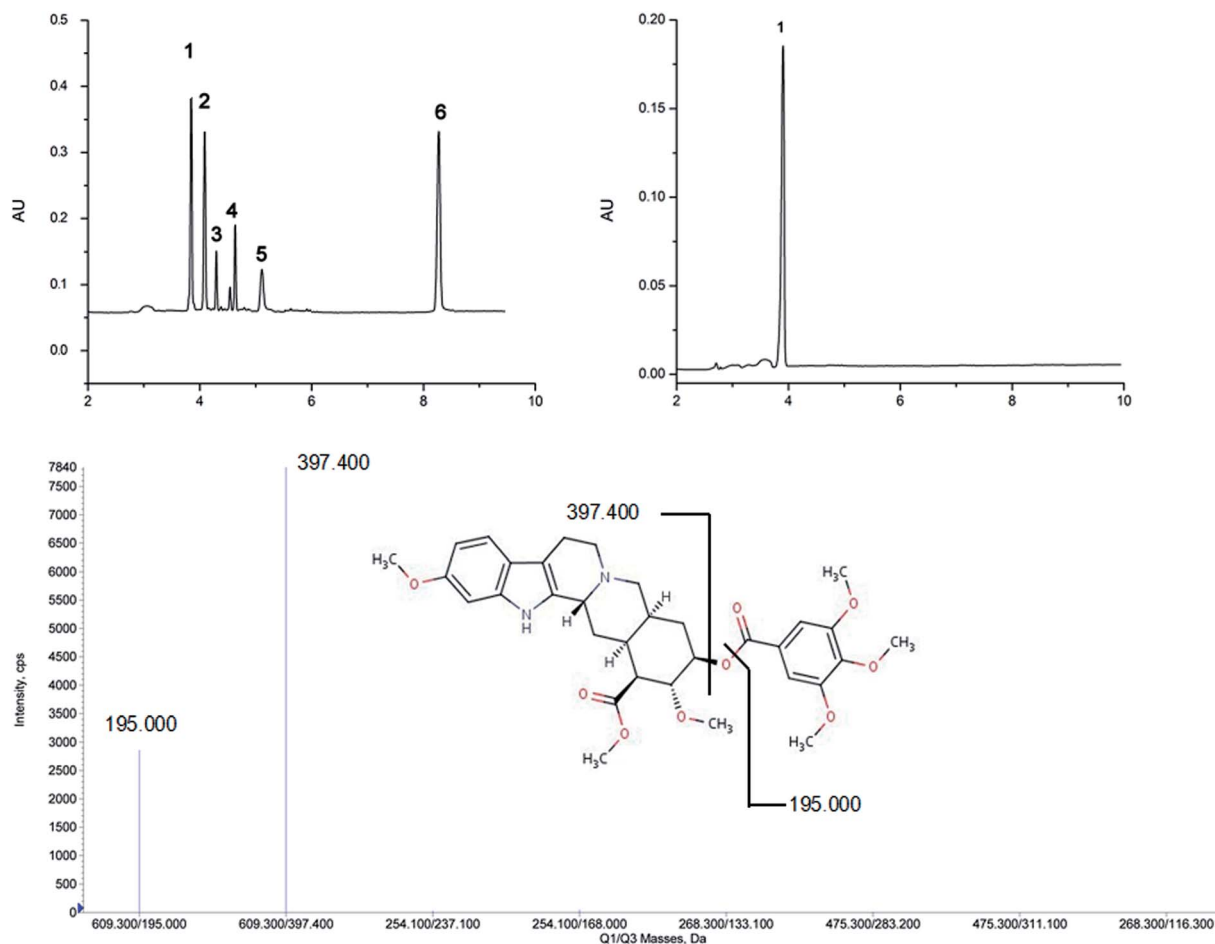 0.5
0.4
0.3
0.2
0.1
0.0
AU
1
2
3
4
5
6
2 4 6 8 10
0.20
0.15
0.10
0.05
0.00
AU
1
2 4 6 8 10
7840
7500
7000
6500
6000
5500
5000
4500
4000
3500
3000
2500
2000
1500
1000
500
0
Intensity, cps
397.400
195.000
397.400
195.000
H₃C
O
N
N
H
H
H
H
O
O
H₃C
O
CH₃
O
O
O
CH₃
O
CH₃
O
H₃C
609.300/195.000 609.300/397.400 254.100/237.100 254.100/168.000 268.300/133.100 475.300/283.200 475.300/311.100 268.300/116.300
Q1/Q3 Masses, Da